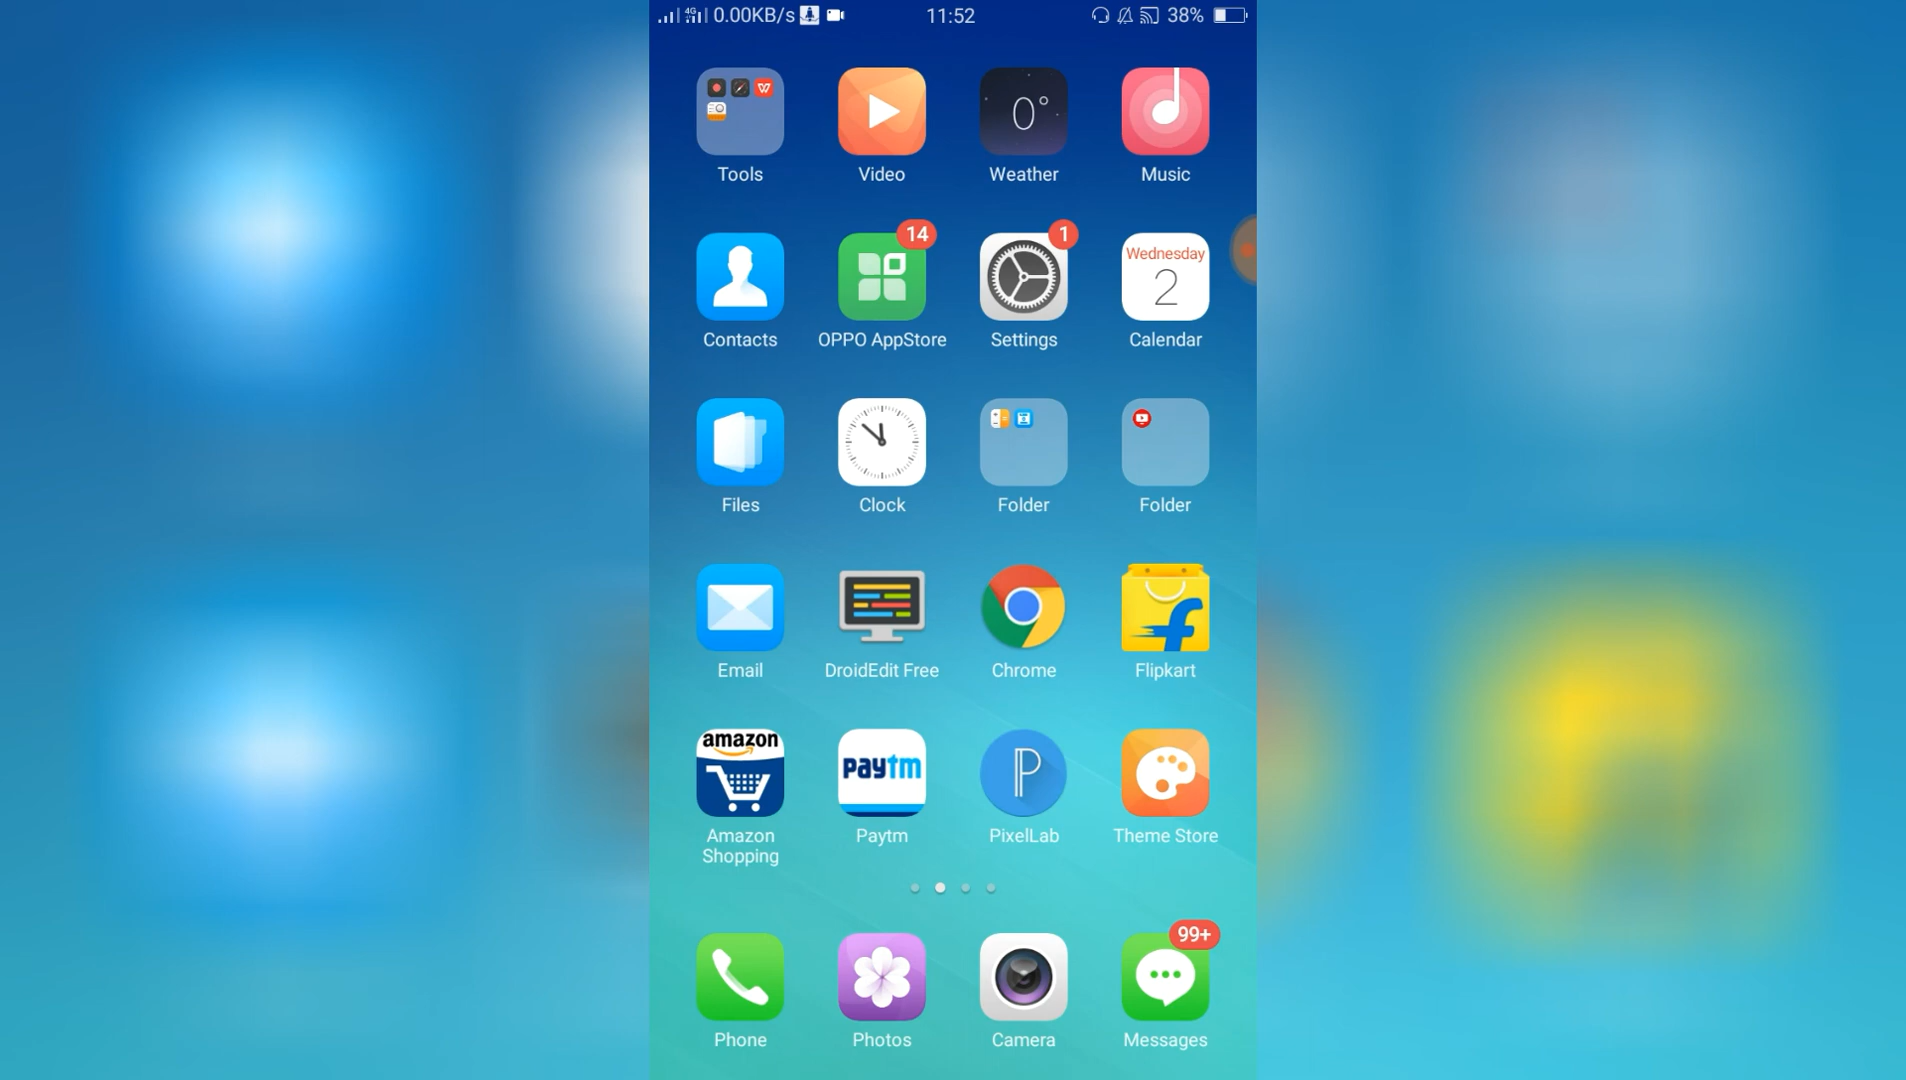 4G 0.00KB/s 11:52 38%
0°
Tools Video Weather Music
14 1
Wednesday
2
Contacts OPPO AppStore Settings Calendar
Files Clock Folder Folder
Email DroidEdit Free Chrome Flipkart
amazon
paytm
Amazon Shopping Paytm PixelLab Theme Store
99+
Phone Photos Camera Messages